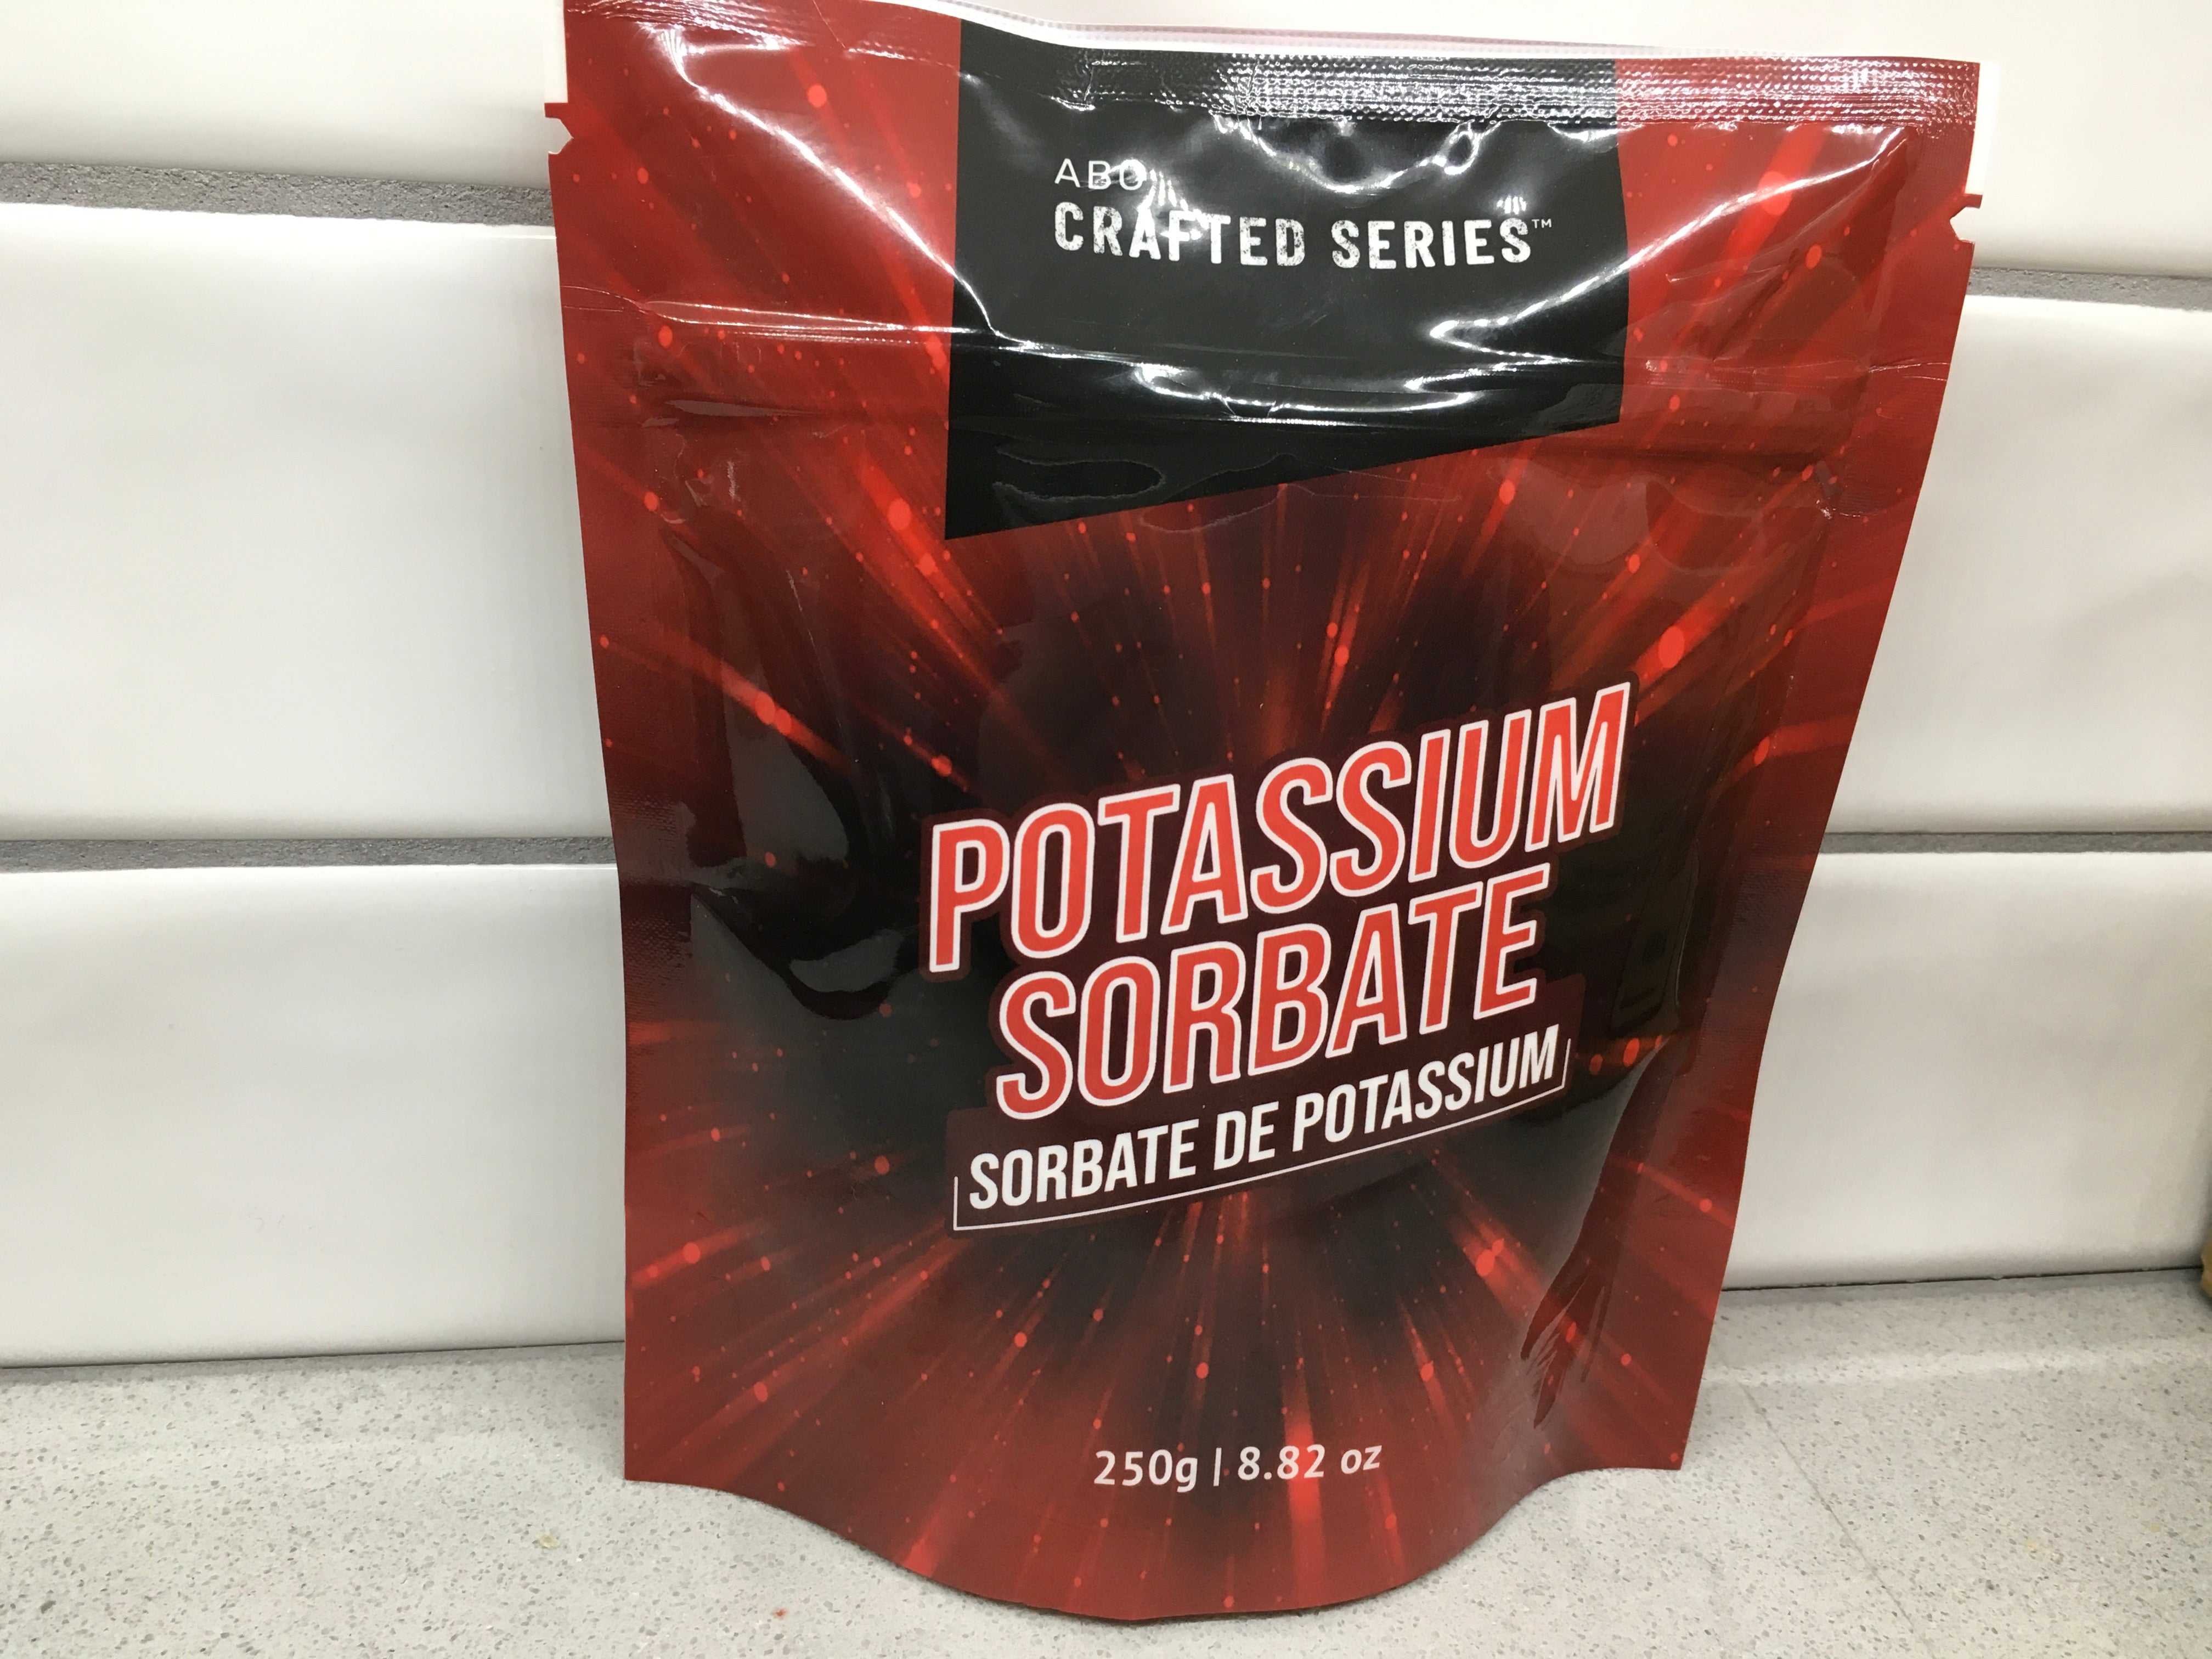 ABC
CRAFTED SERIES™
POTASSIUM
SORBATE
SORBATE DE POTASSIUM
250g | 8.82 oz